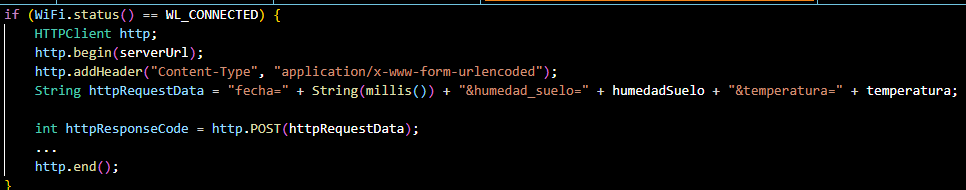 if (WiFi.status() == WL_CONNECTED) {
    HTTPClient http;
    http.begin(serverUrl);
    http.addHeader("Content-Type", "application/x-www-form-urlencoded");
    String httpRequestData = "fecha=" + String(millis()) + "&humedad_suelo=" + humedadSuelo + "&temperatura=" + temperatura;

    int httpResponseCode = http.POST(httpRequestData);
    ...
    http.end();
}